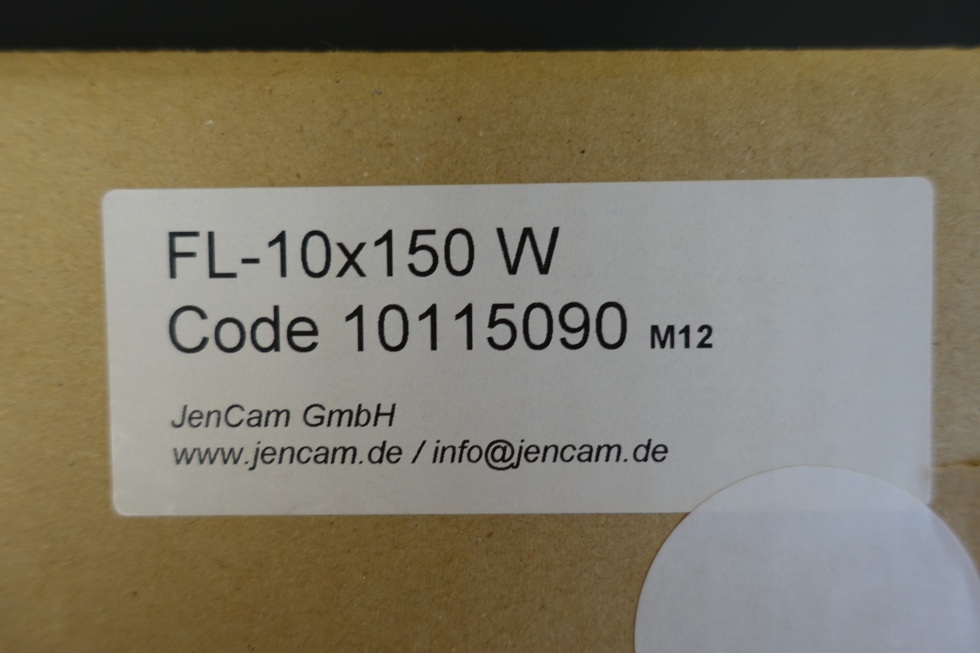 FL-10x150 W
Code 10115090 M12
JenCam GmbH
www.jencam.de / info@jencam.de